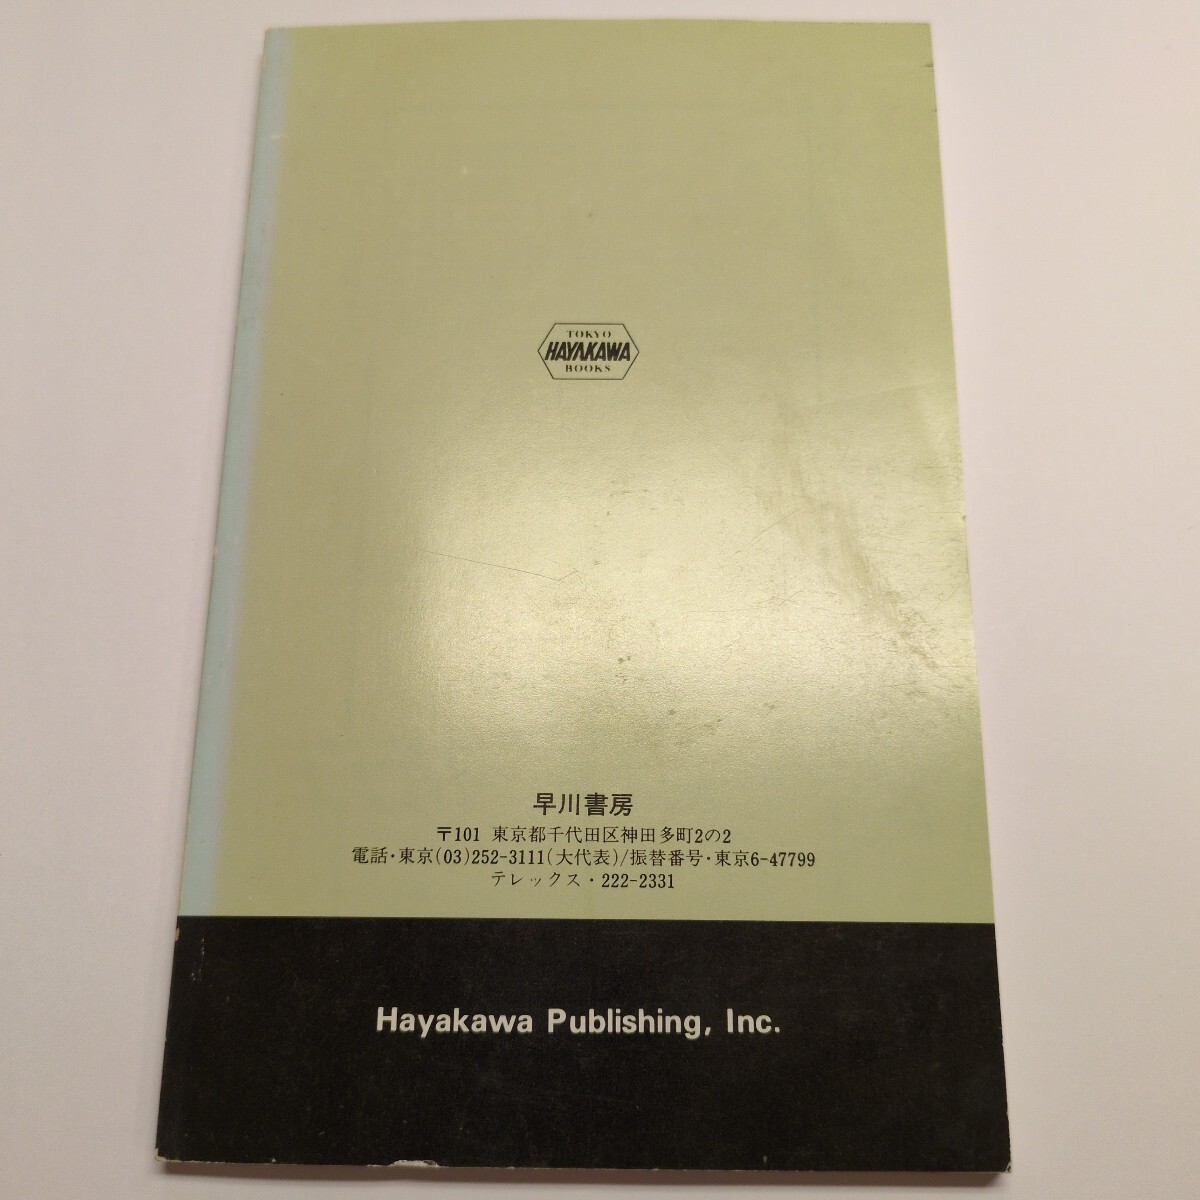 TOKYO
HAYAKAWA
BOOKS
早川書房
〒101 東京都千代田区神田多町2の2
電話・東京(03)252-3111(大代表)/振替番号・東京6-47799
テレックス・222-2331
Hayakawa Publishing, Inc.